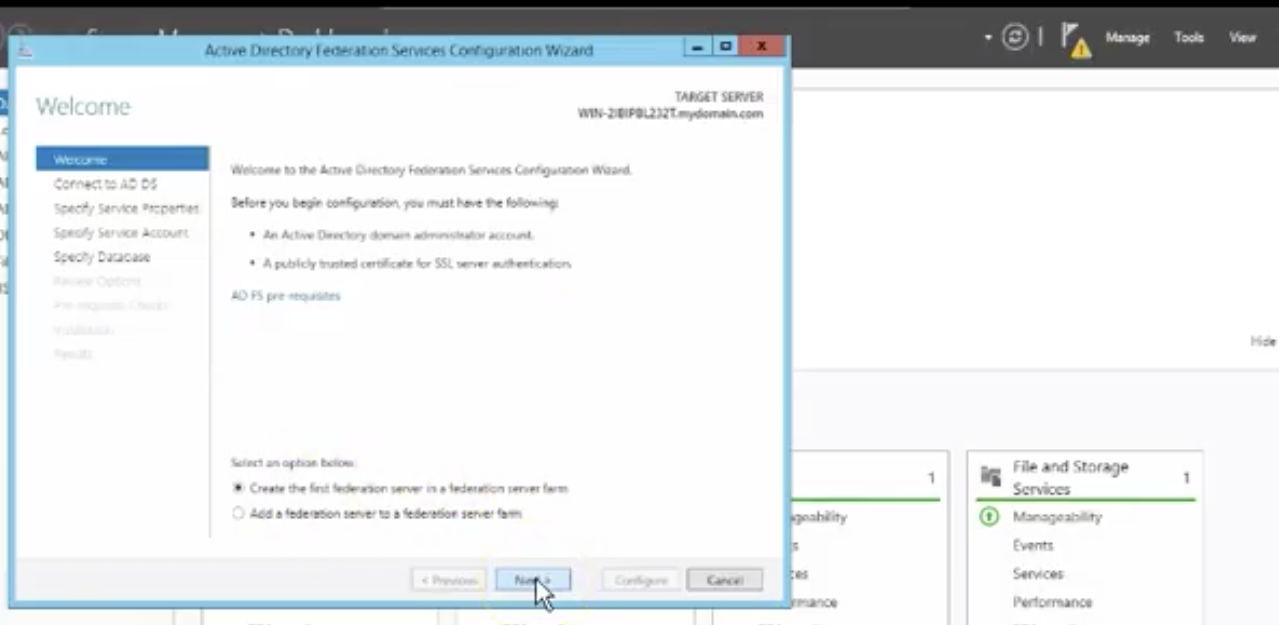 Active Directory Federation Services Configuration Wizard
Manage Tools View
Welcome
TARGET SERVER
WIN-2IBIPBL232T.mydomain.com
Welcome
Connect to AD DS
Specify Service Properties
Specify Service Account
Specify Database
Review Options
Pre-requisite Checks
Installation
Results
Welcome to the Active Directory Federation Services Configuration Wizard.
Before you begin configuration, you must have the following:
• An Active Directory domain administrator account.
• A publicly trusted certificate for SSL server authentication.
AD FS pre-requisites
Select an option below:
Create the first federation server in a federation server farm
Add a federation server to a federation server farm
< Previous
Next >
Configure
Cancel
Hide
1
File and Storage
Services
1
Manageability
Events
Services
Performance